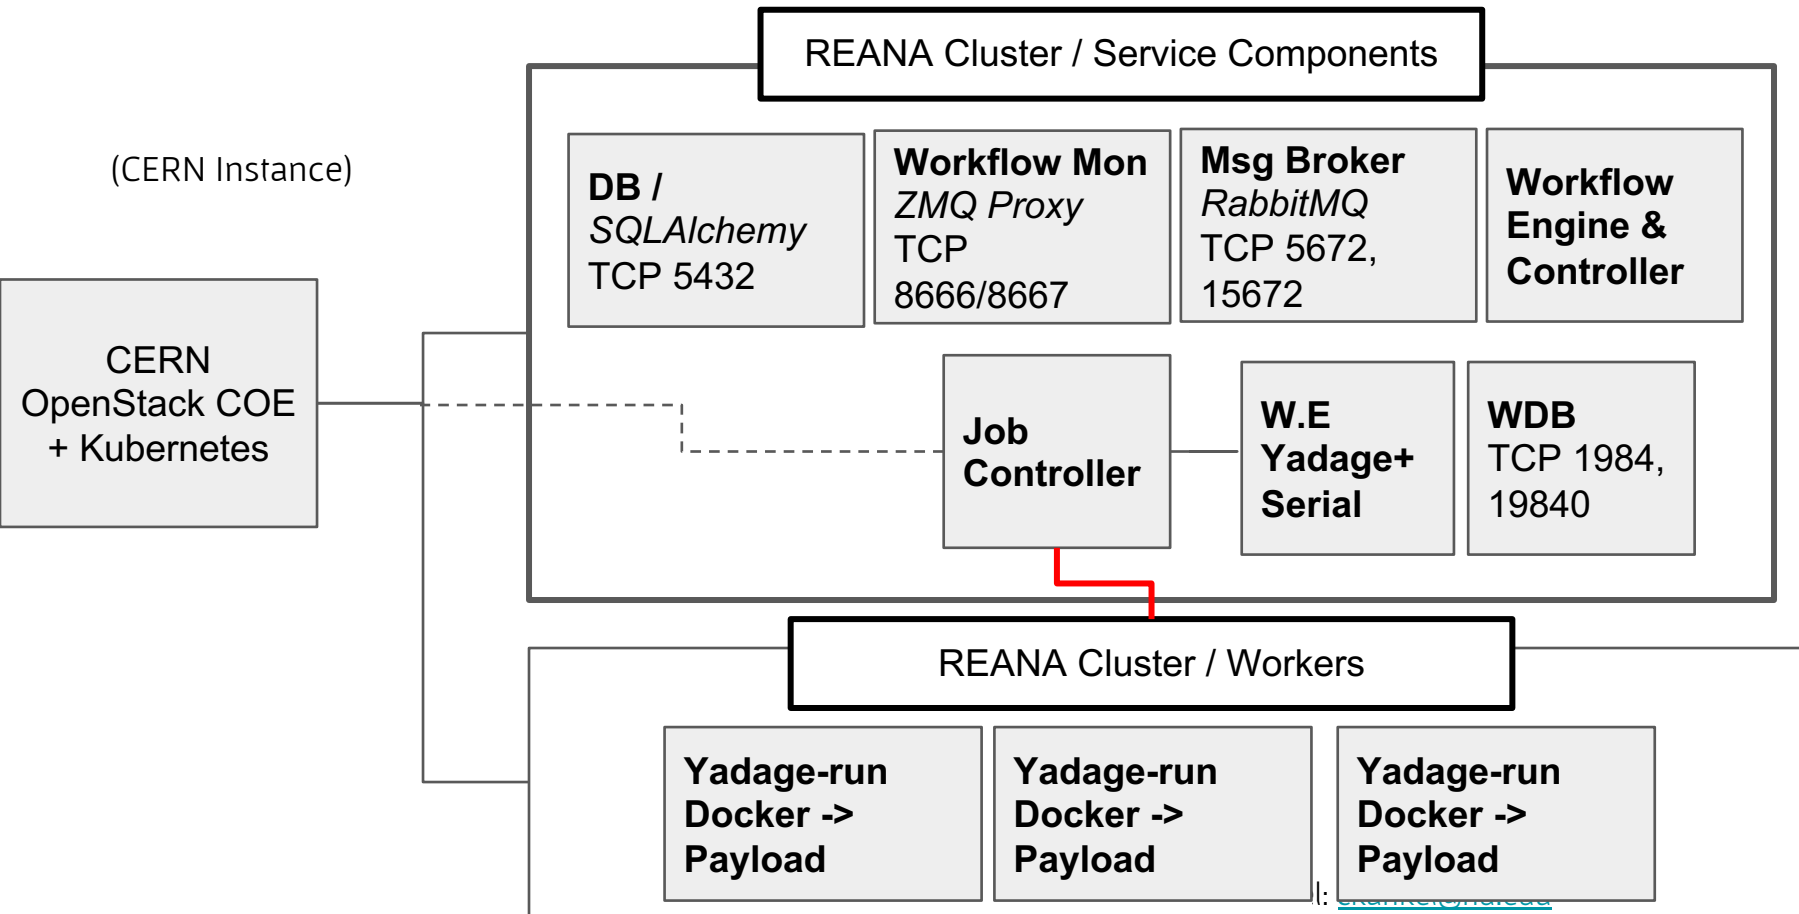 REANA Cluster / Service Components
(CERN Instance)
DB /
SQLAlchemy
TCP 5432
Workflow Mon
ZMQ Proxy
TCP
8666/8667
Msg Broker
RabbitMQ
TCP 5672,
15672
Workflow
Engine &
Controller
CERN
OpenStack COE
+ Kubernetes
Job
Controller
W.E
Yadage+
Serial
WDB
TCP 1984,
19840
REANA Cluster / Workers
Yadage-run
Docker ->
Payload
Yadage-run
Docker ->
Payload
Yadage-run
Docker ->
Payload